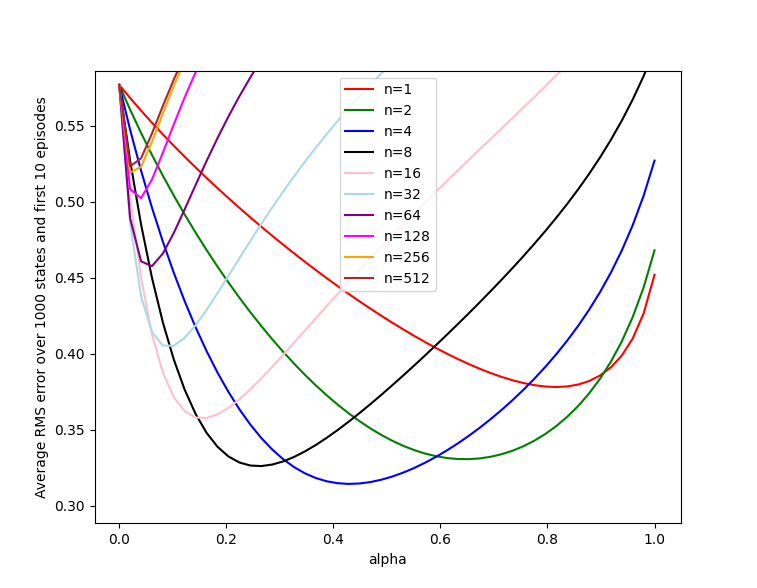 n=1
n=2
n=4
n=8
n=16
n=32
n=64
n=128
n=256
n=512
Average RMS error over 1000 states and first 10 episodes
0.55
0.50
0.45
0.40
0.35
0.30
0.0 0.2 0.4 0.6 0.8 1.0
alpha